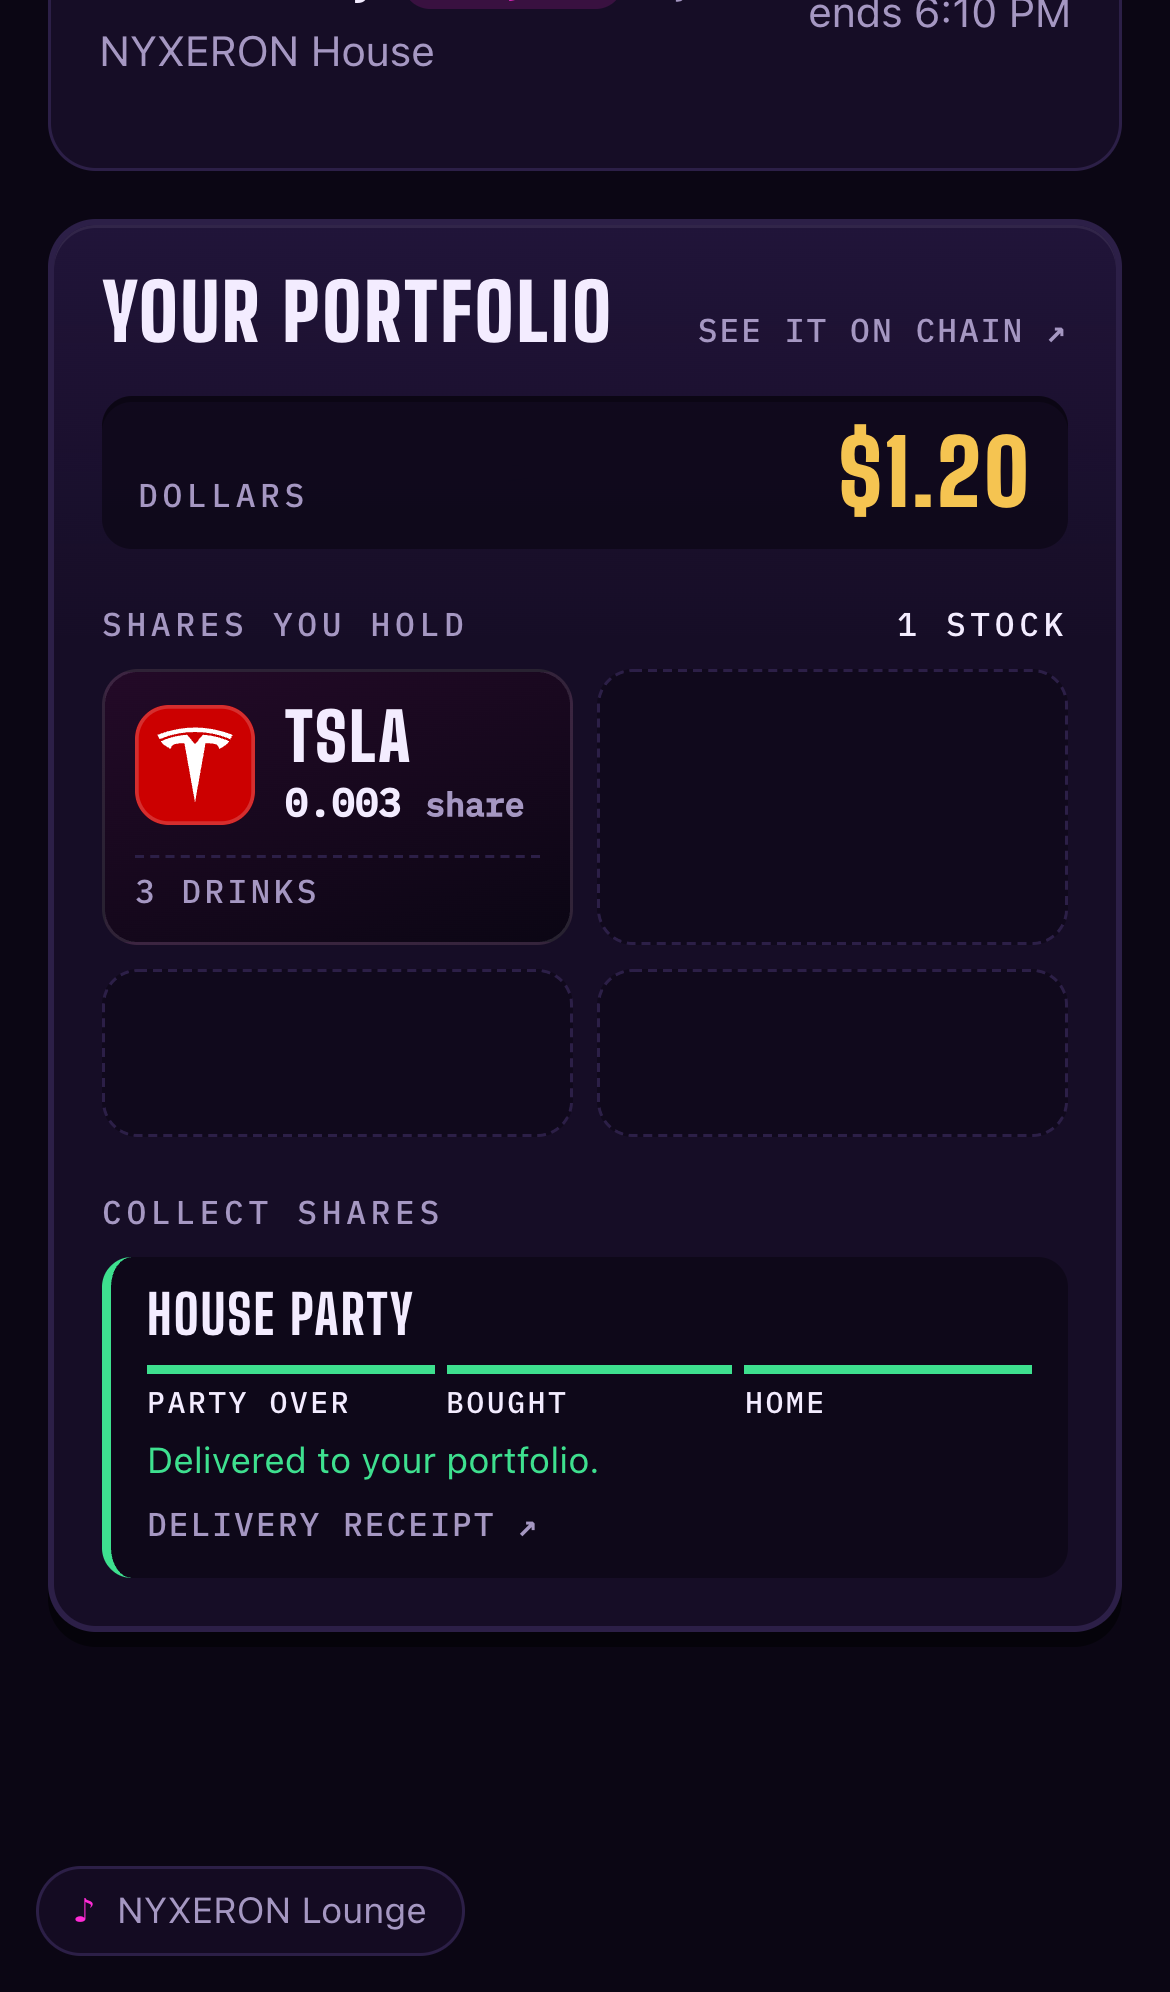 ends 6:10 PM
NYXERON House
YOUR PORTFOLIO
SEE IT ON CHAIN ↗
DOLLARS
$1.20
SHARES YOU HOLD
1 STOCK
TSLA
0.003 share
3 DRINKS
COLLECT SHARES
HOUSE PARTY
PARTY OVER
BOUGHT
HOME
Delivered to your portfolio.
DELIVERY RECEIPT ↗
♪ NYXERON Lounge